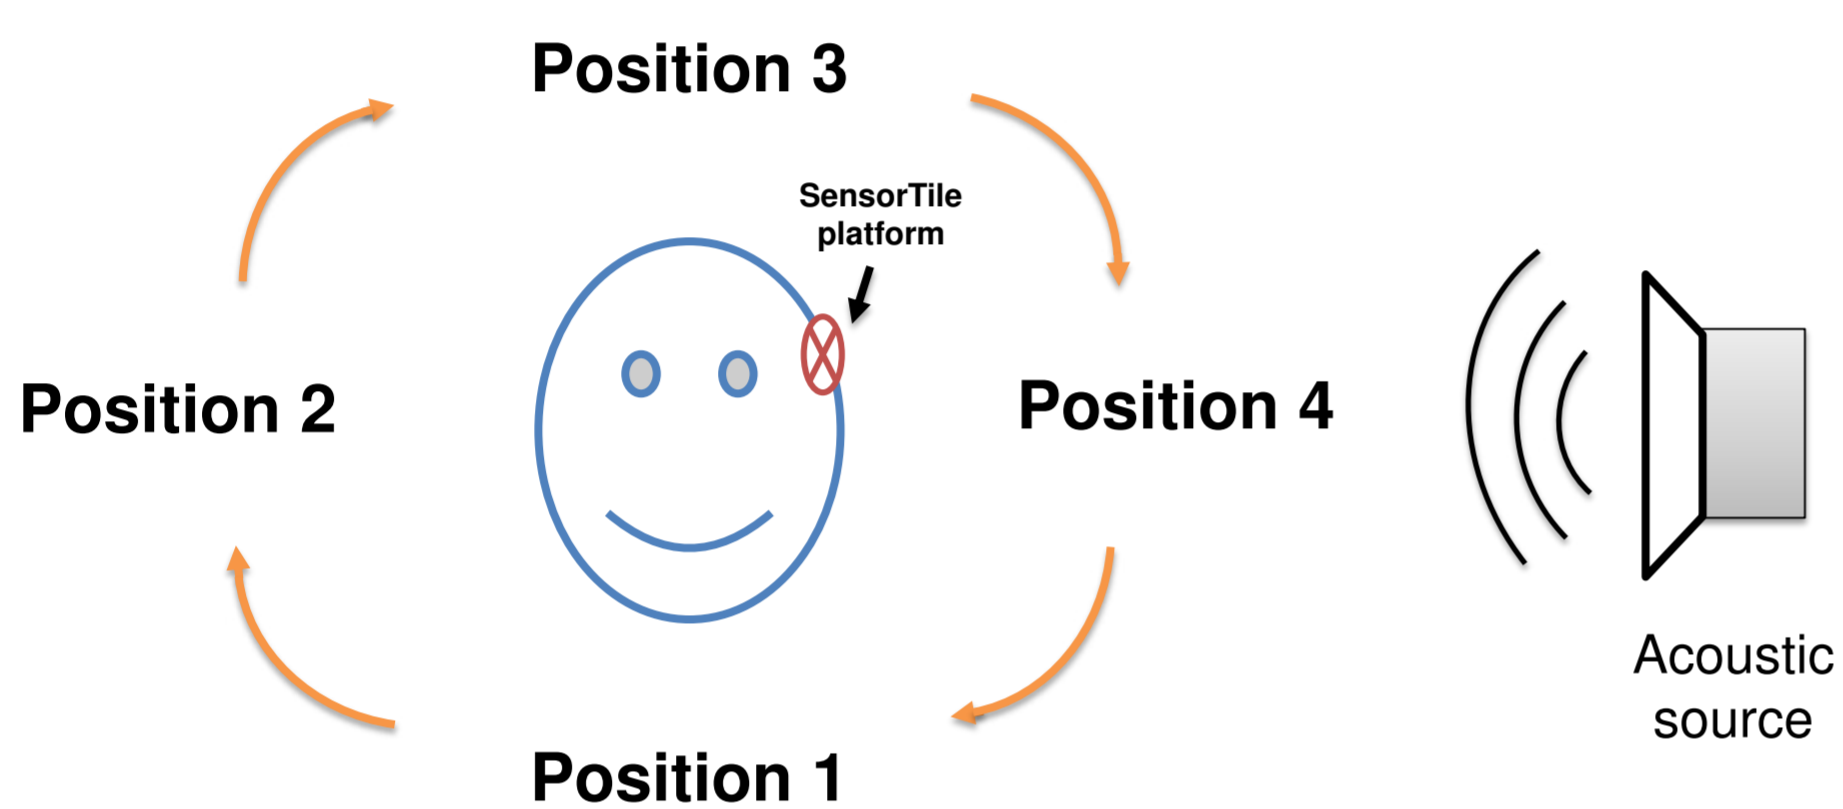 Position 3
SensorTile
platform
Position 2
Position 4
Acoustic
source
Position 1